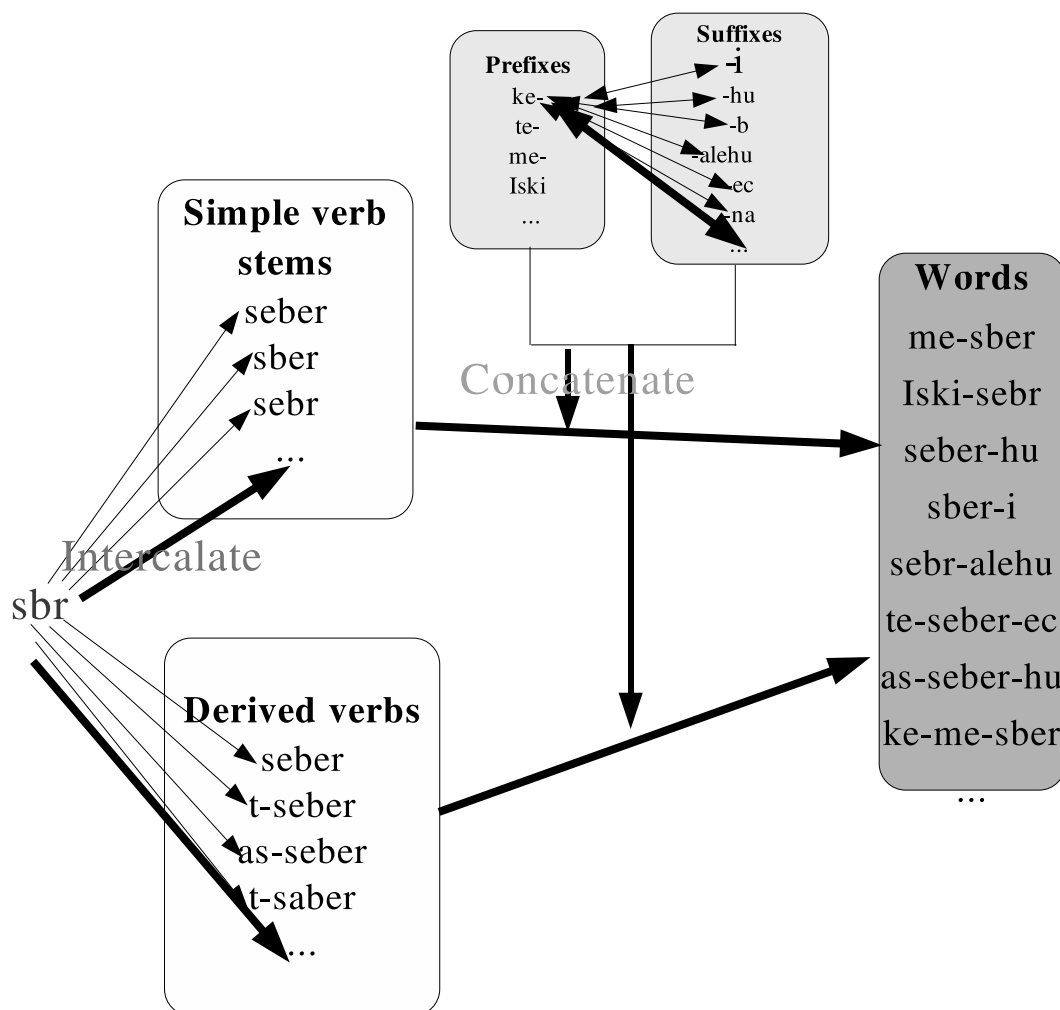 Prefixes
ke-
te-
me-
Iski
...
Suffixes
-i
-hu
-b
-alehu
-ec
-na
...
Simple verb
stems
seber
sber
sebr
...
Concatenate
Intercalate
sbr
Derived verbs
seber
t-seber
as-seber
t-saber
...
Words
me-sber
Iski-sebr
seber-hu
sber-i
sebr-alehu
te-seber-ec
as-seber-hu
ke-me-sber
...